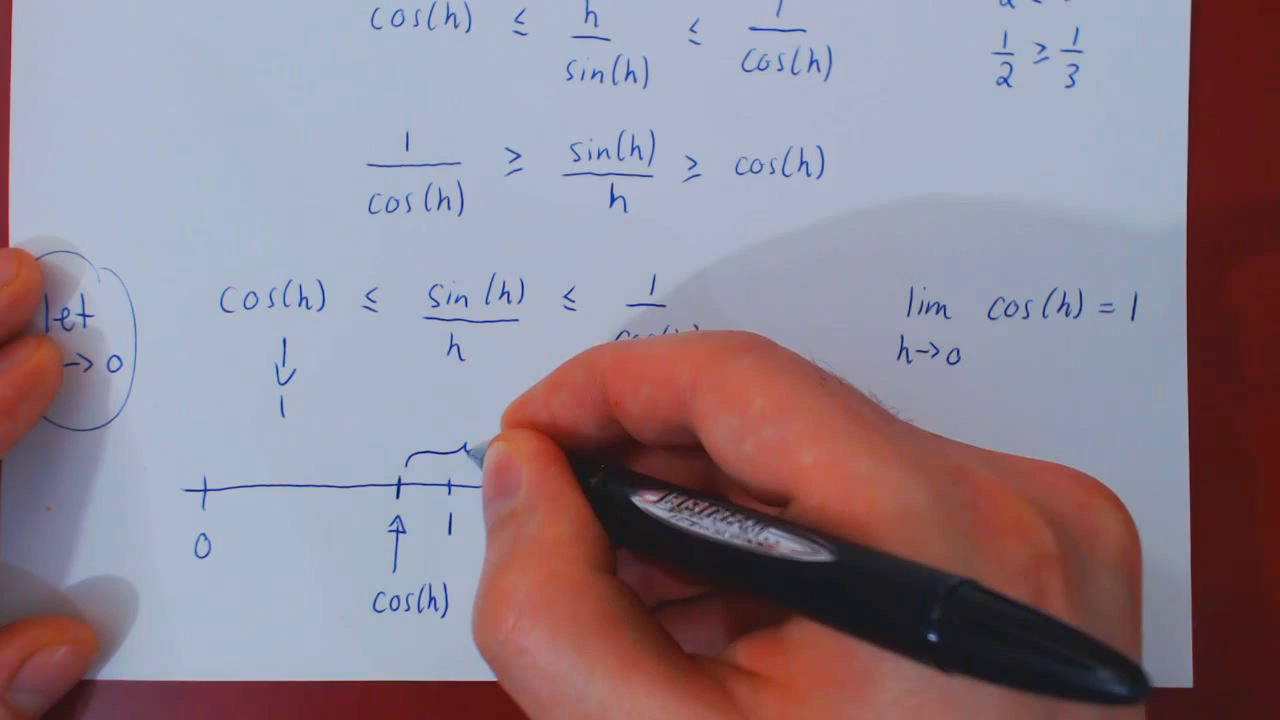 cos(h) ≤ h/sin(h) ≤ 1/cos(h)
1/2 ≥ 1/3
1/cos(h) ≥ sin(h)/h ≥ cos(h)
let
→ 0
cos(h) ≤ sin(h)/h ≤ 1/
↓
1
lim h→0 cos(h) = 1
0 1
↑
cos(h)
JETSTREAM